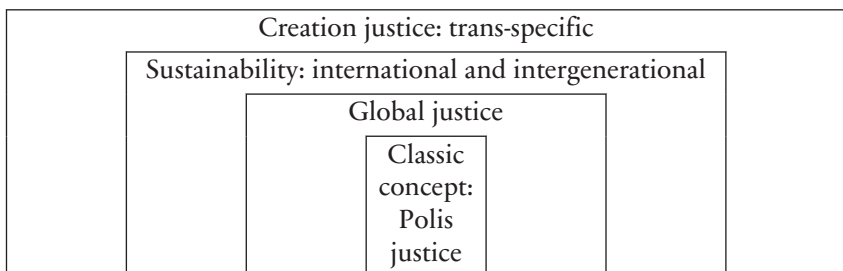 Creation justice: trans-specific
Sustainability: international and intergenerational
Global justice
Classic
concept:
Polis
justice